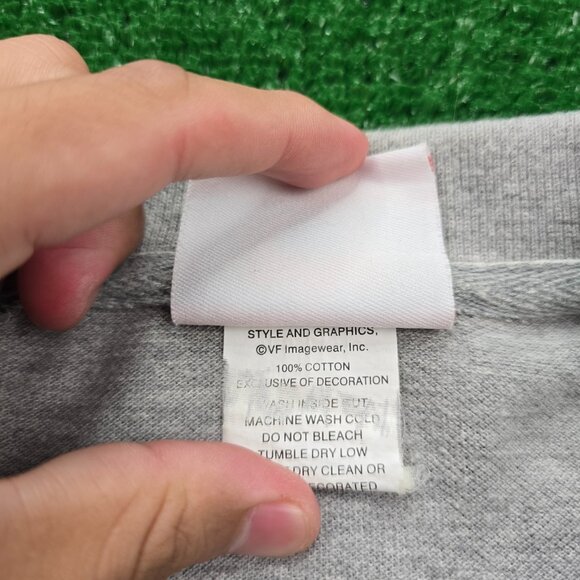 STYLE AND GRAPHICS.
©VF Imagewear, Inc.
100% COTTON
EXCLUSIVE OF DECORATION
WASH INSIDE OUT
MACHINE WASH COLD
DO NOT BLEACH
TUMBLE DRY LOW
DRY CLEAN OR